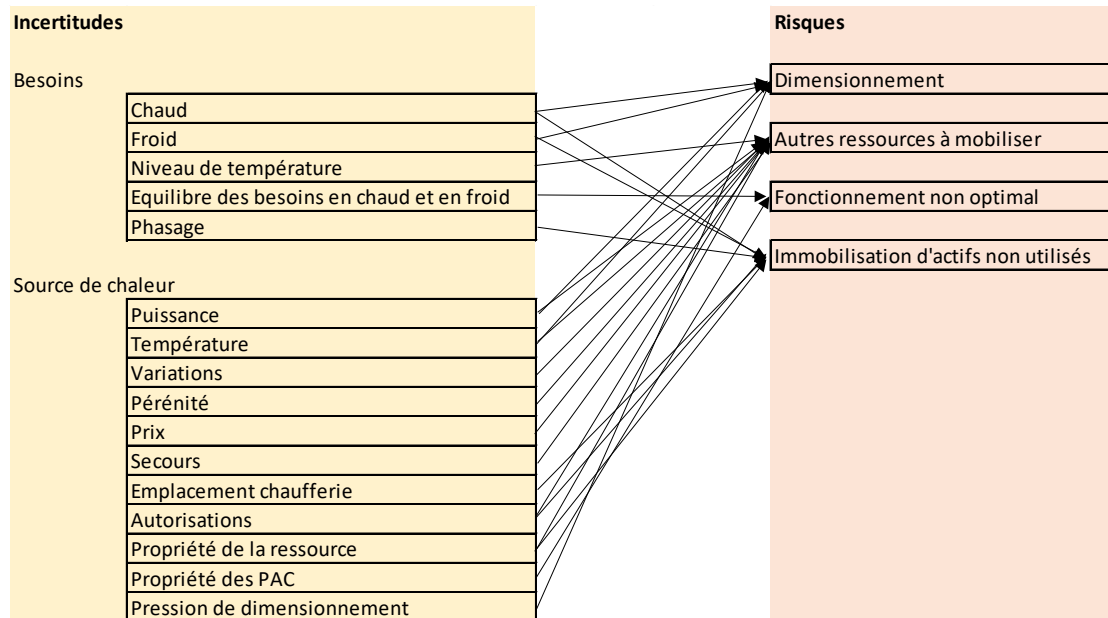 Incertitudes
Besoins
Chaud
Froid
Niveau de température
Equilibre des besoins en chaud et en froid
Phasage
Source de chaleur
Puissance
Température
Variations
Pérénité
Prix
Secours
Emplacement chaufferie
Autorisations
Propriété de la ressource
Propriété des PAC
Pression de dimensionnement
Risques
Dimensionnement
Autres ressources à mobiliser
Fonctionnement non optimal
Immobilisation d'actifs non utilisés